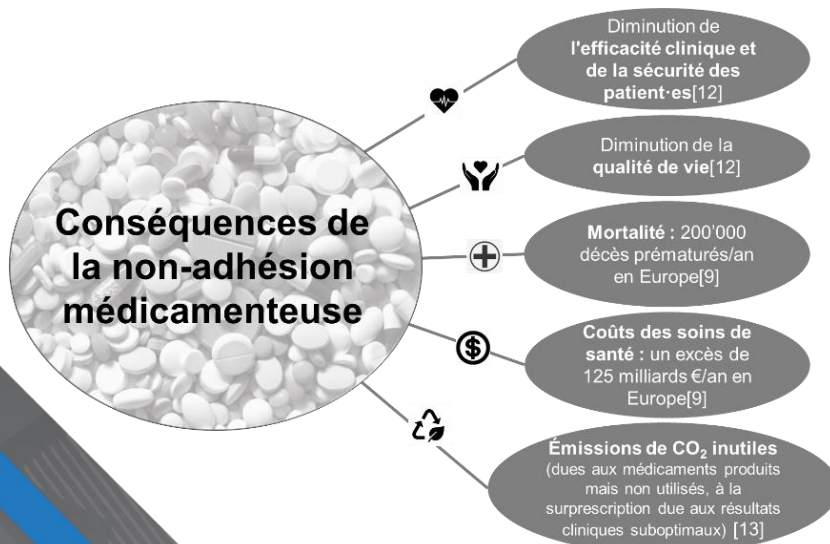 Conséquences de
la non-adhésion
médicamenteuse
Diminution de
l'efficacité clinique et
de la sécurité des
patient·es[12]
Diminution de la
qualité de vie[12]
Mortalité : 200'000
décès prématurés/an
en Europe[9]
Coûts des soins de
santé : un excès de
125 milliards €/an en
Europe[9]
Émissions de CO₂ inutiles
(dues aux médicaments produits
mais non utilisés, à la
surprescription due aux résultats
cliniques suboptimaux) [13]